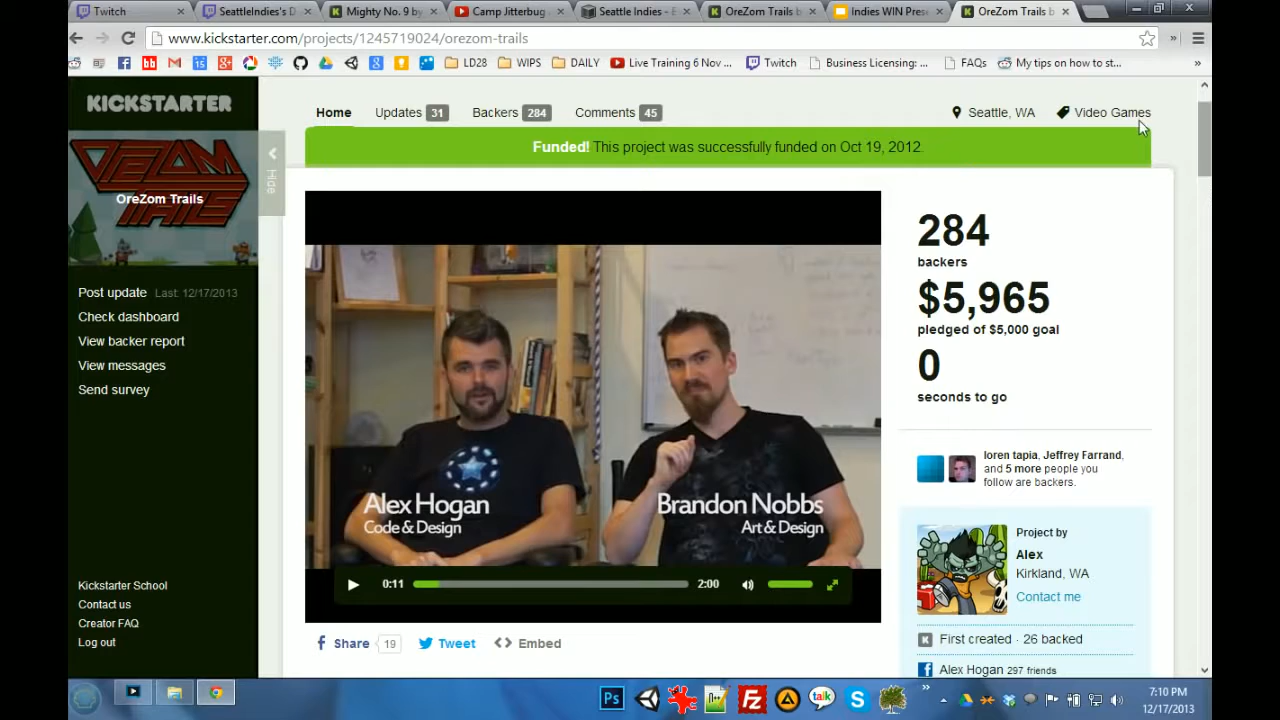 Twitch
SeattleIndies's D
Mighty No. 9 by
Camp Jitterbug
Seattle Indies - E
OreZom Trails b
Indies WIN Pres
OreZom Trails b
www.kickstarter.com/projects/1245719024/orezom-trails
LD28
WIPS
DAILY
Live Training 6 Nov ...
Twitch
Business Licensing: ...
FAQs
My tips on how to st...
KICKSTARTER
Home
Updates 31
Backers 284
Comments 45
Seattle, WA
Video Games
Funded! This project was successfully funded on Oct 19, 2012.
Hide
OREZOM
TRAILS
OreZom Trails
Post update Last: 12/17/2013
Check dashboard
View backer report
View messages
Send survey
Kickstarter School
Contact us
Creator FAQ
Log out
Alex Hogan
Code & Design
Brandon Nobbs
Art & Design
0:11
2:00
Share 19
Tweet
Embed
284
backers
$5,965
pledged of $5,000 goal
0
seconds to go
loren tapia, Jeffrey Farrand,
and 5 more people you
follow are backers.
Project by
Alex
Kirkland, WA
Contact me
First created · 26 backed
Alex Hogan 297 friends
Ps
FZ
talk
7:10 PM
12/17/2013